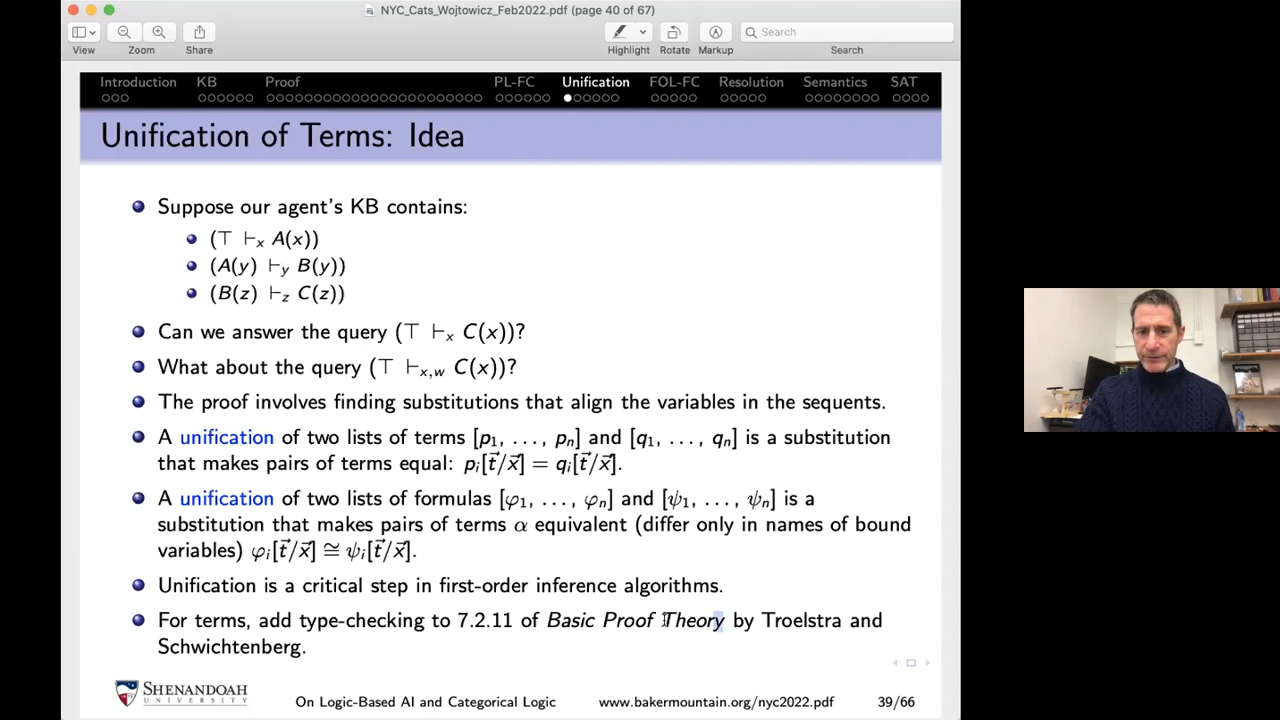 NYC_Cats_Wojtowicz_Feb2022.pdf (page 40 of 67)
View Zoom Share Highlight Rotate Markup Search
Search
Introduction KB Proof PL-FC Unification FOL-FC Resolution Semantics SAT
Unification of Terms: Idea
Suppose our agent's KB contains:
(⊤ ⊢x A(x))
(A(y) ⊢y B(y))
(B(z) ⊢z C(z))
Can we answer the query (⊤ ⊢x C(x))?
What about the query (⊤ ⊢x,w C(x))?
The proof involves finding substitutions that align the variables in the sequents.
A unification of two lists of terms [p1, . . . , pn] and [q1, . . . , qn] is a substitution
that makes pairs of terms equal: pi[t⃗/x⃗] = qi[t⃗/x⃗].
A unification of two lists of formulas [φ1, . . . , φn] and [ψ1, . . . , ψn] is a
substitution that makes pairs of terms α equivalent (differ only in names of bound
variables) φi[t⃗/x⃗] ≅ ψi[t⃗/x⃗].
Unification is a critical step in first-order inference algorithms.
For terms, add type-checking to 7.2.11 of Basic Proof Theory by Troelstra and
Schwichtenberg.
SHENANDOAH
UNIVERSITY
On Logic-Based AI and Categorical Logic www.bakermountain.org/nyc2022.pdf 39/66